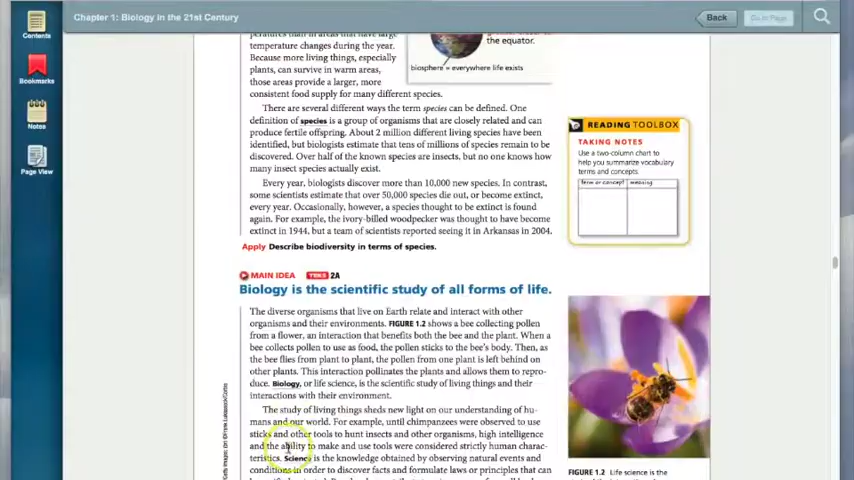 Chapter 1: Biology in the 21st Century
Back
Go to Page
Contents
Bookmarks
Notes
Page View
peratures than in areas that have large
temperature changes during the year.
Because more living things, especially
plants, can survive in warm areas,
those areas provide a larger, more
consistent food supply for many different species.
the equator.
biosphere = everywhere life exists
There are several different ways the term species can be defined. One
definition of species is a group of organisms that are closely related and can
produce fertile offspring. About 2 million different living species have been
identified, but biologists estimate that tens of millions of species remain to be
discovered. Over half of the known species are insects, but no one knows how
many insect species actually exist.
Every year, biologists discover more than 10,000 new species. In contrast,
some scientists estimate that over 50,000 species die out, or become extinct,
every year. Occasionally, however, a species thought to be extinct is found
again. For example, the ivory-billed woodpecker was thought to have become
extinct in 1944, but a team of scientists reported seeing it in Arkansas in 2004.
Apply Describe biodiversity in terms of species.
READING TOOLBOX
TAKING NOTES
Use a two-column chart to
help you summarize vocabulary
terms and concepts.
term or concept meaning
MAIN IDEA TEKS 2A
Biology is the scientific study of all forms of life.
The diverse organisms that live on Earth relate and interact with other
organisms and their environments. FIGURE 1.2 shows a bee collecting pollen
from a flower, an interaction that benefits both the bee and the plant. When a
bee collects pollen to use as food, the pollen sticks to the bee's body. Then, as
the bee flies from plant to plant, the pollen from one plant is left behind on
other plants. This interaction pollinates the plants and allows them to repro-
duce. Biology, or life science, is the scientific study of living things and their
interactions with their environment.
The study of living things sheds new light on our understanding of hu-
mans and our world. For example, until chimpanzees were observed to use
sticks and other tools to hunt insects and other organisms, high intelligence
and the ability to make and use tools were considered strictly human charac-
teristics. Science is the knowledge obtained by observing natural events and
conditions in order to discover facts and formulate laws or principles that can
FIGURE 1.2 Life science is the